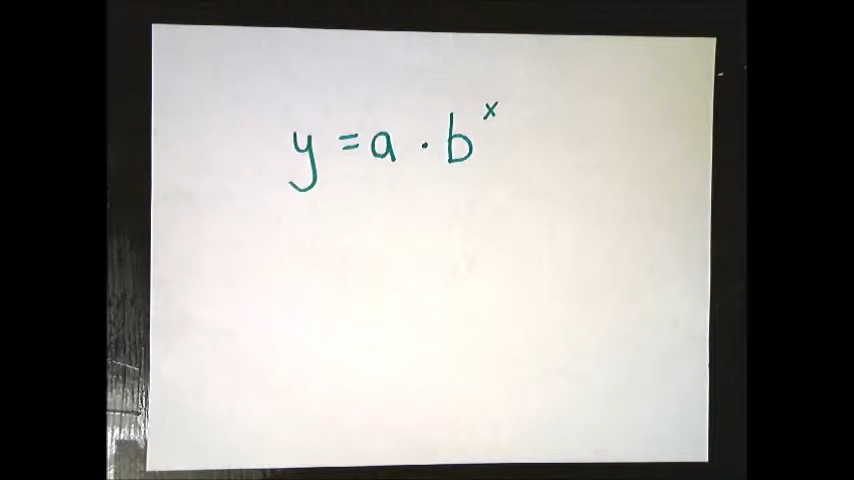 y = a · b^x